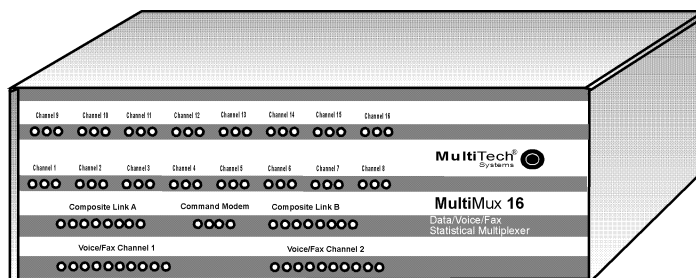 Channel 9 Channel 10 Channel 11 Channel 12 Channel 13 Channel 14 Channel 15 Channel 16
Channel 1 Channel 2 Channel 3 Channel 4 Channel 5 Channel 6 Channel 7 Channel 8
MultiTech®
Systems
Composite Link A Command Modem Composite Link B
MultiMux 16
Data/Voice/Fax
Statistical Multiplexer
Voice/Fax Channel 1 Voice/Fax Channel 2